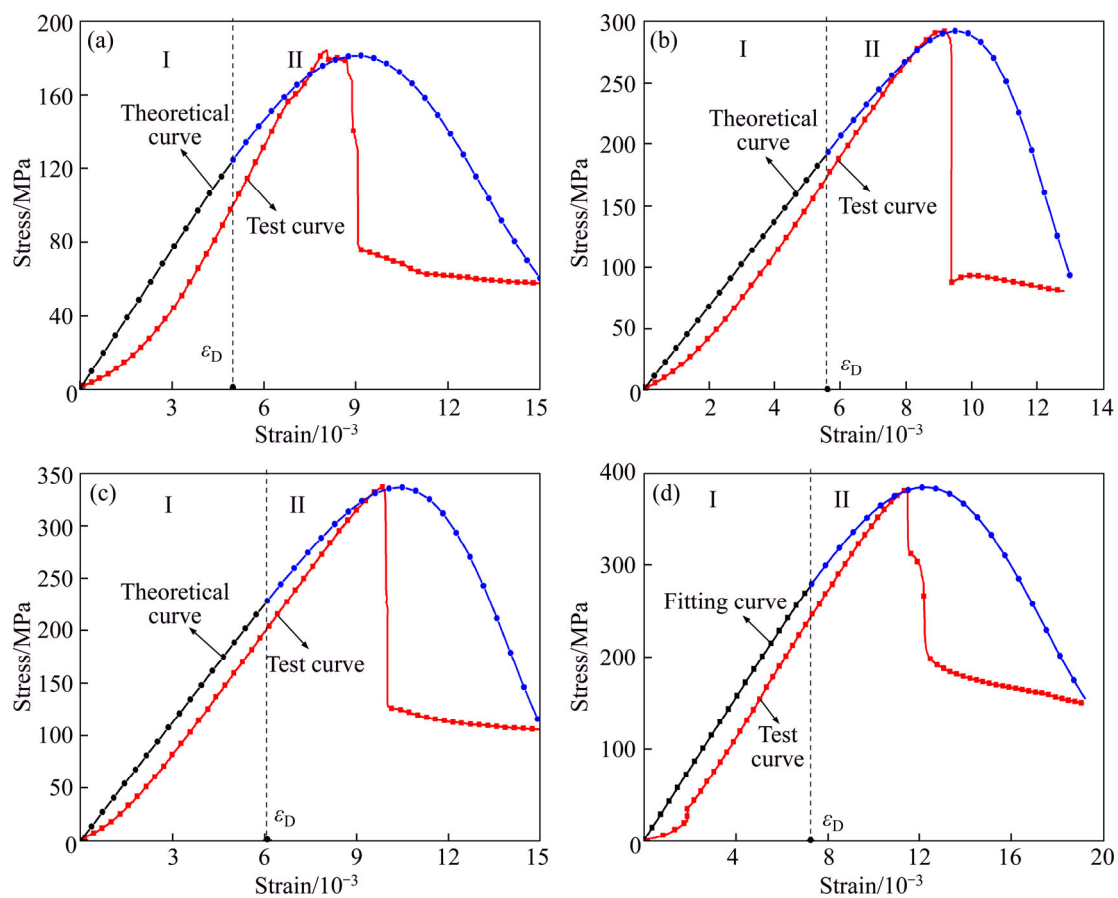 (a)
I
II
Theoretical
curve
Test curve
εD
Stress/MPa
200
160
120
80
40
0
3
6
9
12
15
Strain/10−3
(b)
I
II
Theoretical
curve
Test curve
εD
Stress/MPa
300
250
200
150
100
50
0
2
4
6
8
10
12
14
Strain/10−3
(c)
I
II
Theoretical
curve
Test curve
εD
Stress/MPa
350
300
250
200
150
100
50
0
3
6
9
12
15
Strain/10−3
(d)
I
II
Fitting curve
Test
curve
εD
Stress/MPa
400
300
200
100
0
4
8
12
16
20
Strain/10−3